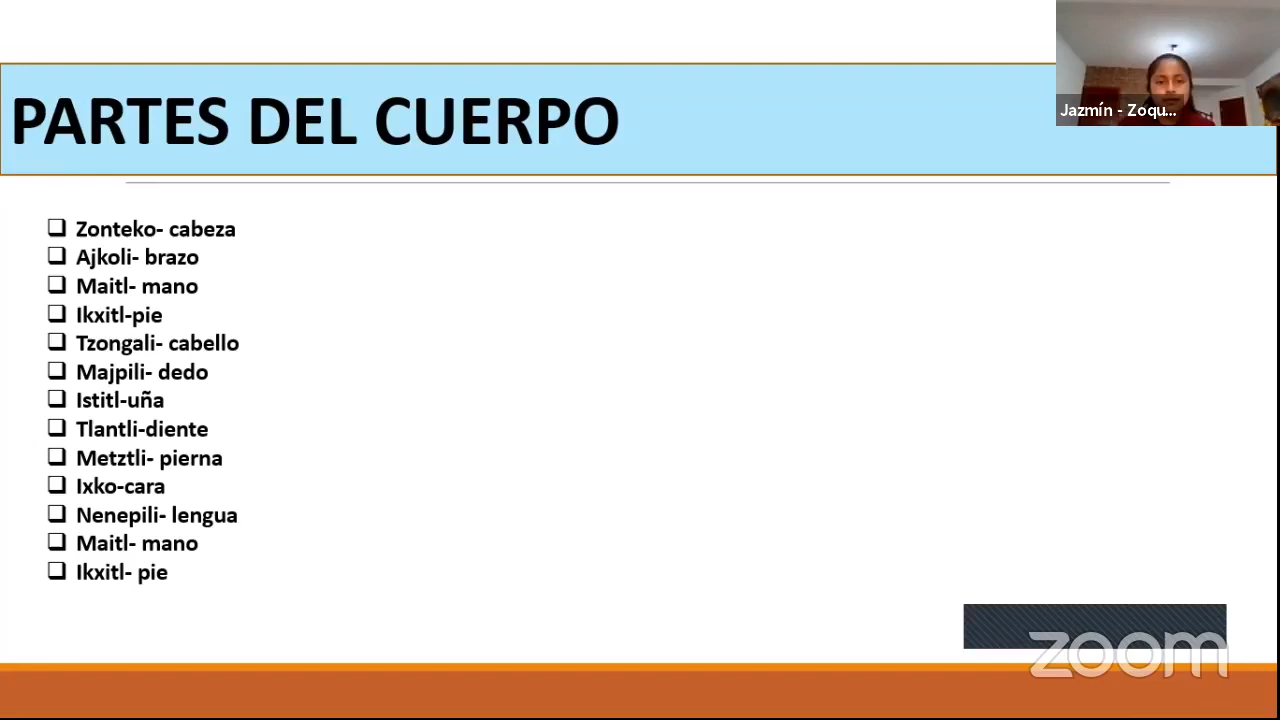 Jazmín - Zoqu...
PARTES DEL CUERPO
Zonteko- cabeza
Ajkoli- brazo
Maitl- mano
Ikxitl-pie
Tzongali- cabello
Majpili- dedo
Istitl-uña
Tlantli-diente
Metztli- pierna
Ixko-cara
Nenepili- lengua
Maitl- mano
Ikxitl- pie
zoom